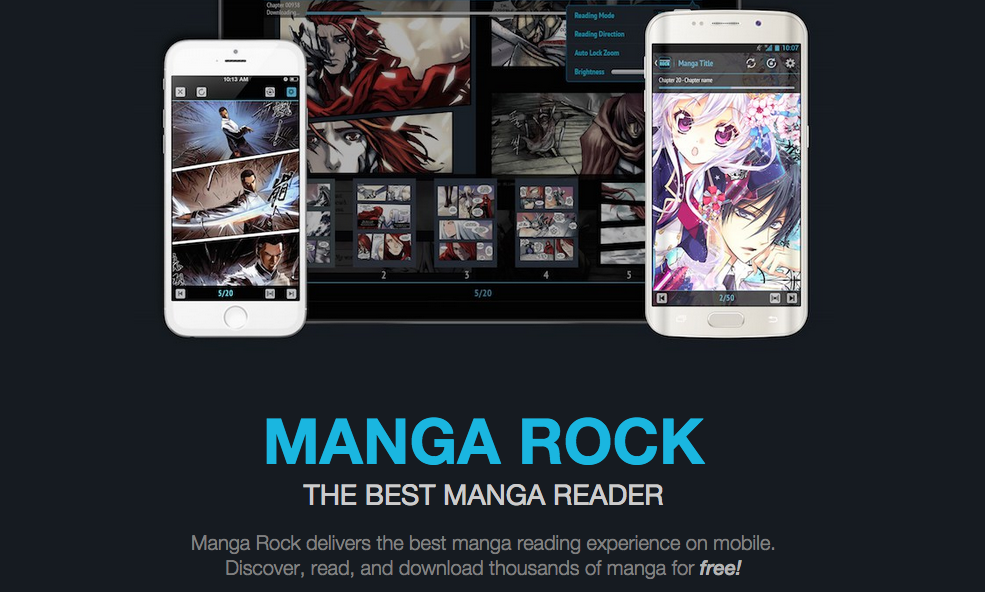 Chapter 00938
Downloading...
Reading Mode
Reading Direction
Auto Lock Zoom
Brightness
10:13 AM
10:07
ROCK
Manga Title
Chapter 20 - Chapter name
2
3
4
5
5/20
5/20
2/50
MANGA ROCK
THE BEST MANGA READER
Manga Rock delivers the best manga reading experience on mobile.
Discover, read, and download thousands of manga for free!